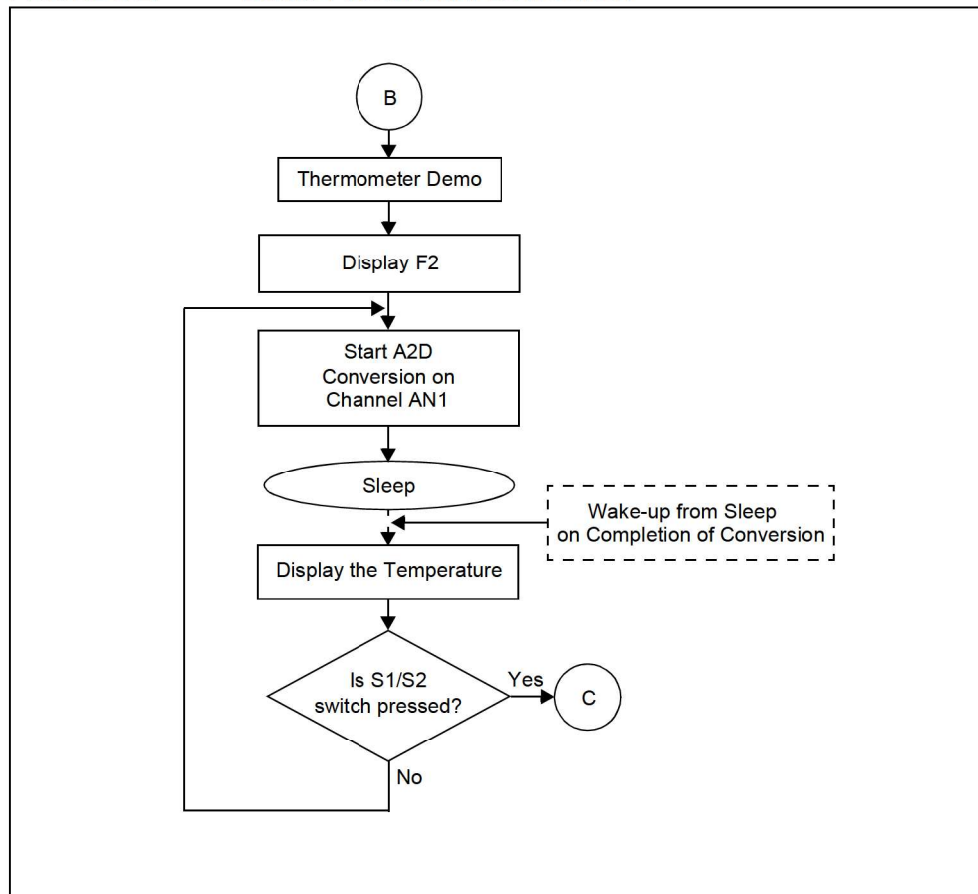 B
Thermometer Demo
Display F2
Start A2D
Conversion on
Channel AN1
Sleep
Wake-up from Sleep
on Completion of Conversion
Display the Temperature
Is S1/S2
switch pressed?
Yes
C
No